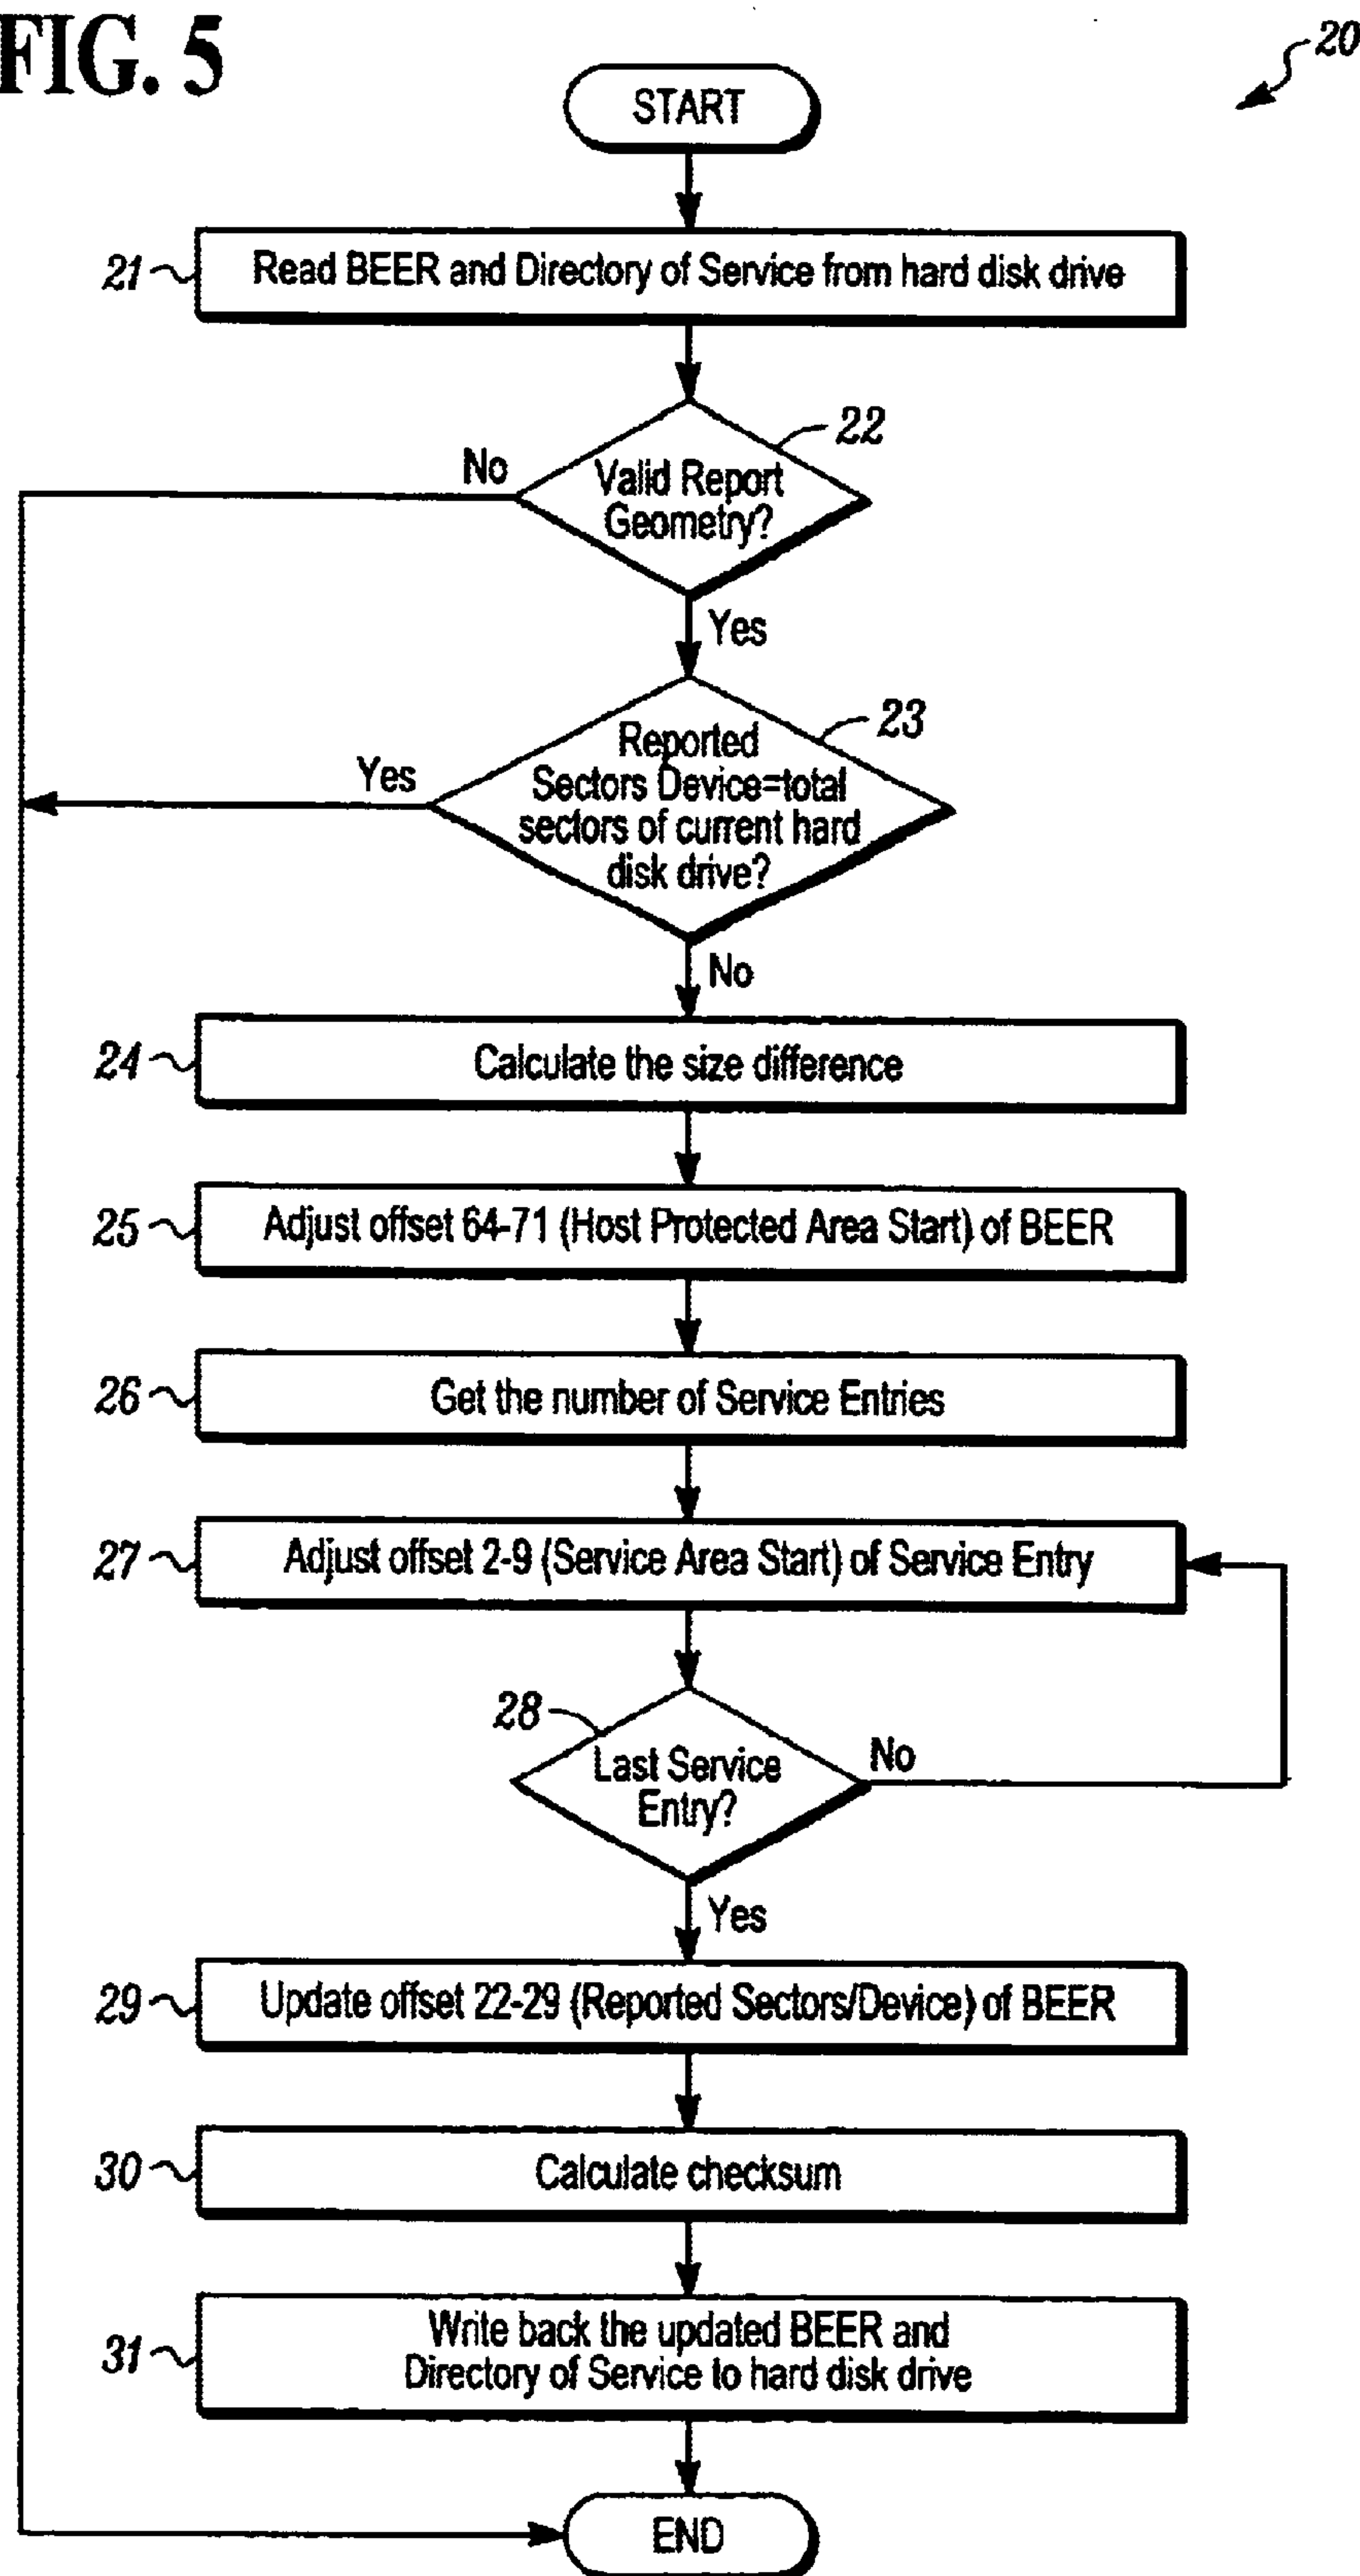 FIG. 5
20
START
21
Read BEER and Directory of Service from hard disk drive
22
No
Valid Report
Geometry?
Yes
23
Yes
Reported
Sectors Device=total
sectors of current hard
disk drive?
No
24
Calculate the size difference
25
Adjust offset 64-71 (Host Protected Area Start) of BEER
26
Get the number of Service Entries
27
Adjust offset 2-9 (Service Area Start) of Service Entry
28
Last Service
Entry?
No
Yes
29
Update offset 22-29 (Reported Sectors/Device) of BEER
30
Calculate checksum
31
Write back the updated BEER and
Directory of Service to hard disk drive
END